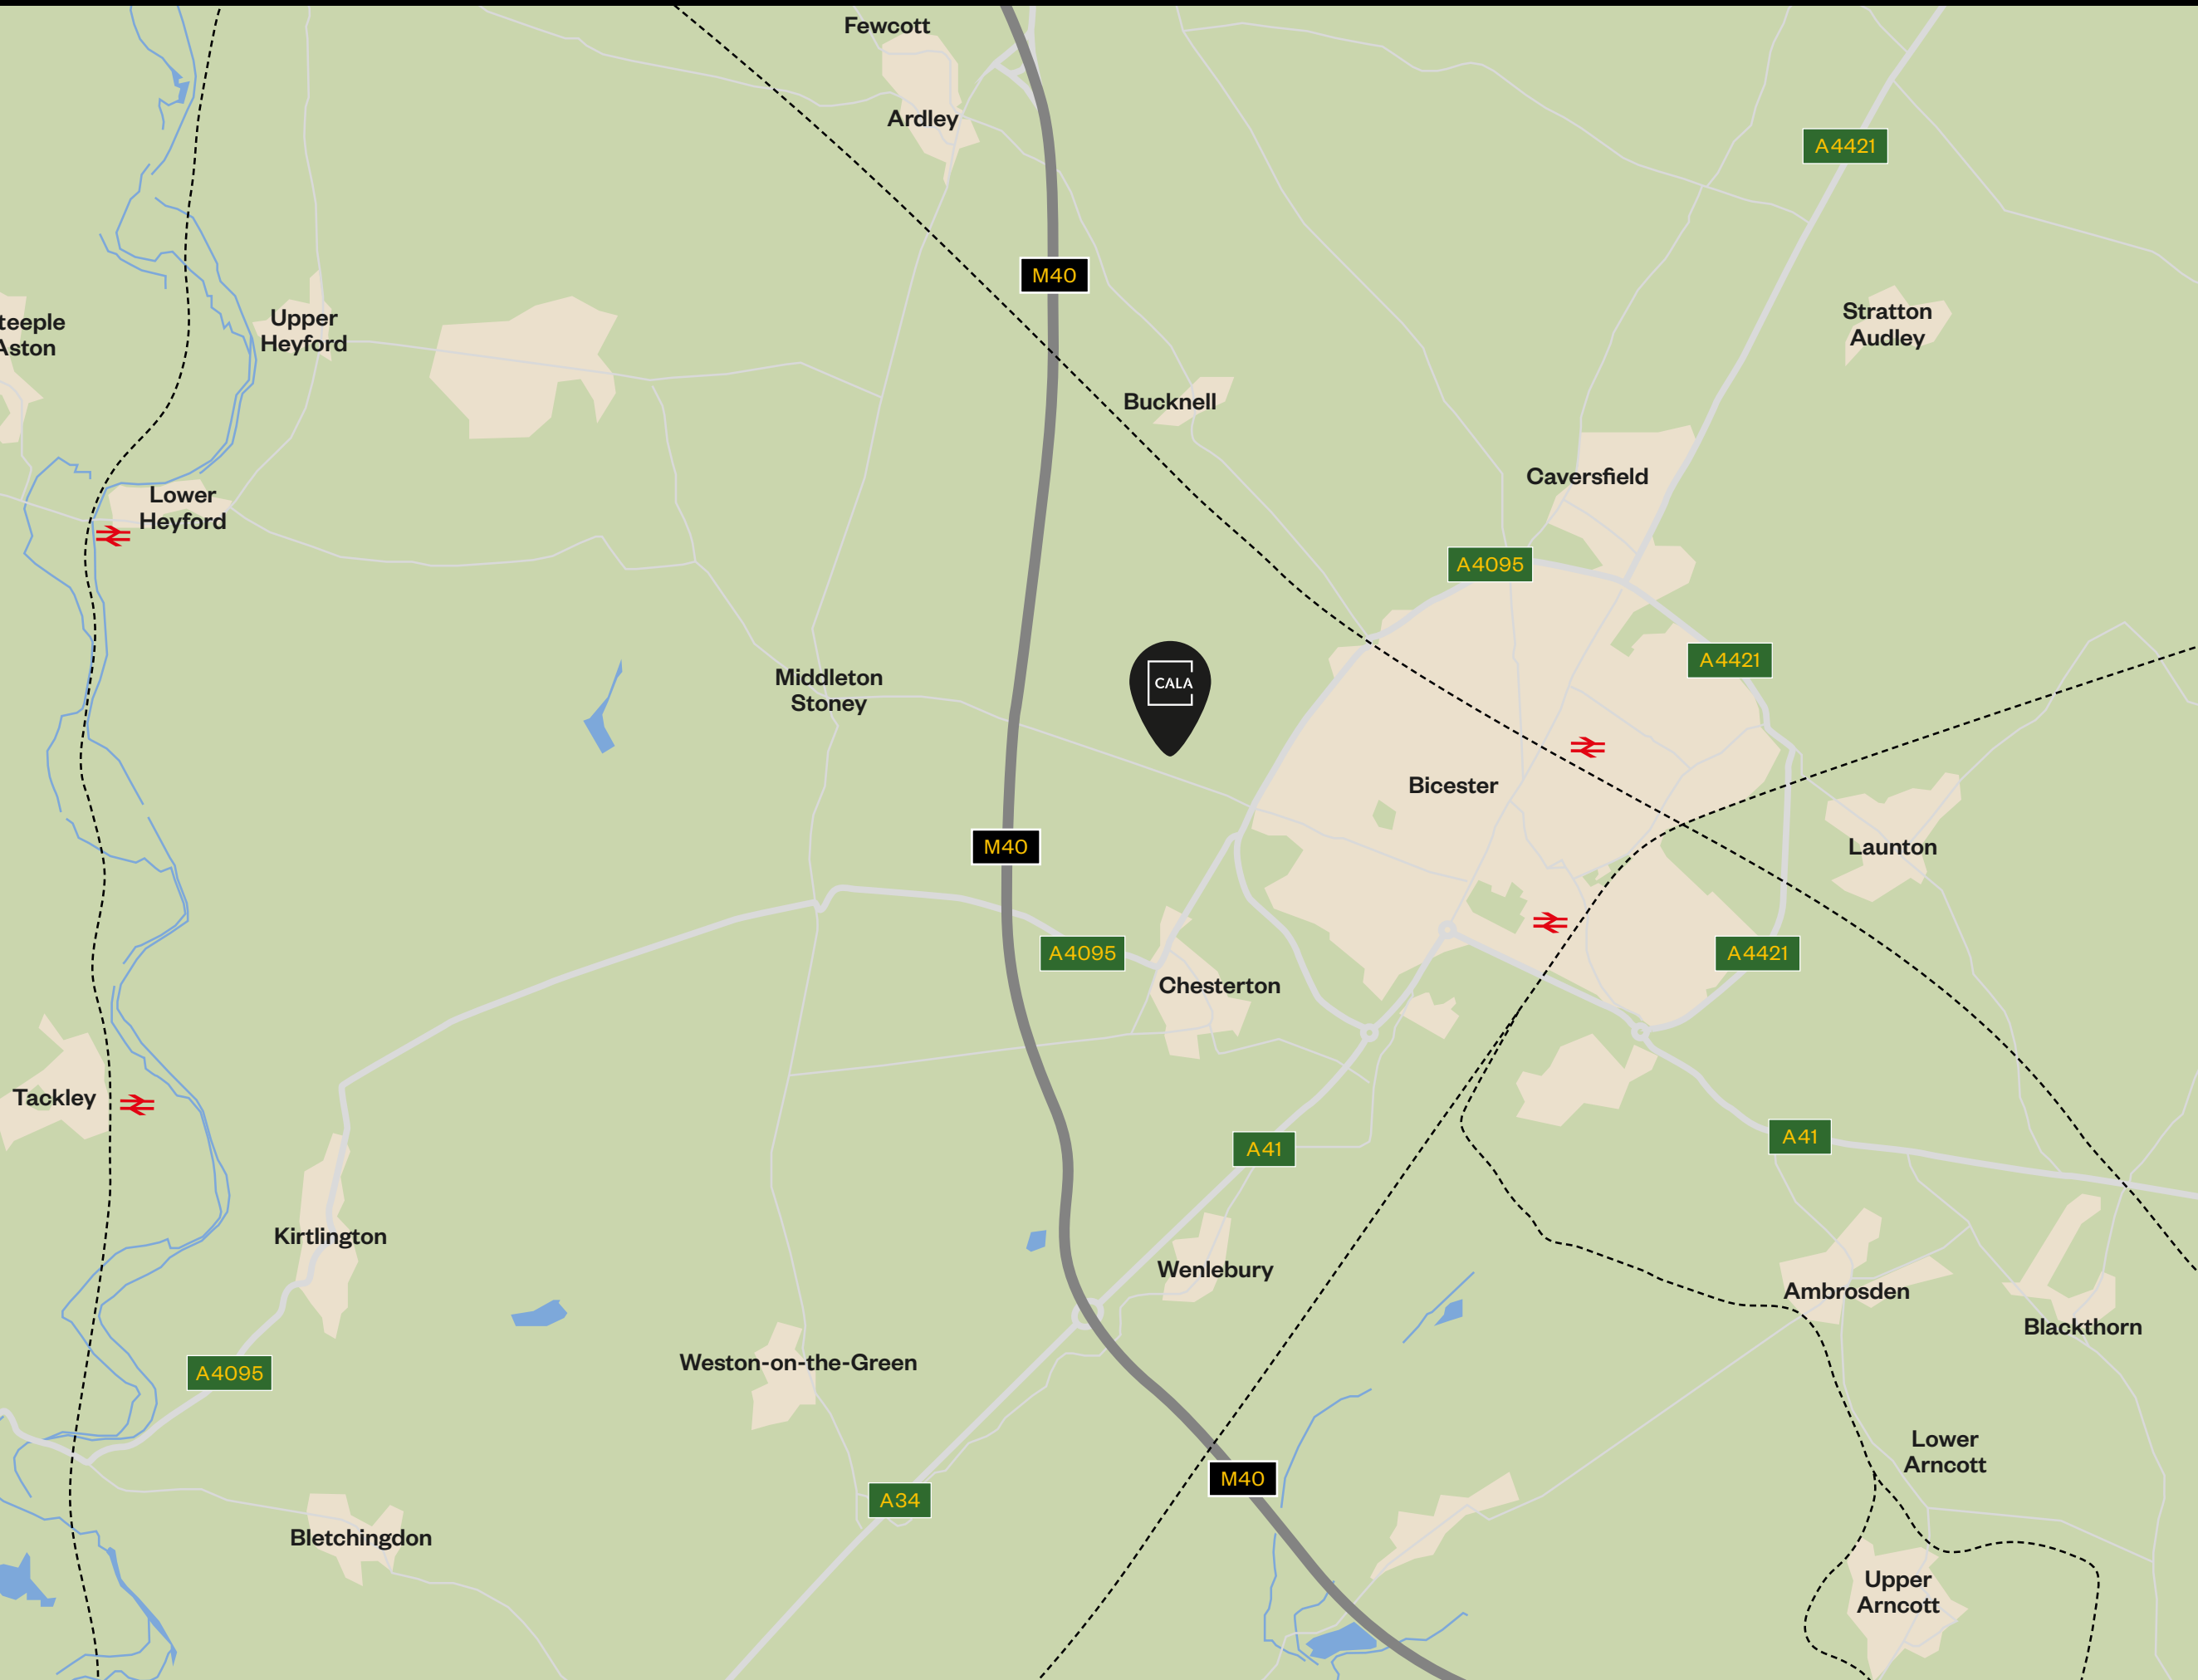 Fewcott
Ardley
A4421
M40
teeple
Aston
Upper
Heyford
Stratton
Audley
Bucknell
Caversfield
Lower
Heyford
A4095
A4421
Middleton
Stoney
CALA
Bicester
M40
Launton
A4095
A4421
Chesterton
Tackley
A41
A41
Kirtlington
Wenlebury
Ambrosden
Blackthorn
A4095
Weston-on-the-Green
Lower
Arncott
M40
A34
Bletchingdon
Upper
Arncott